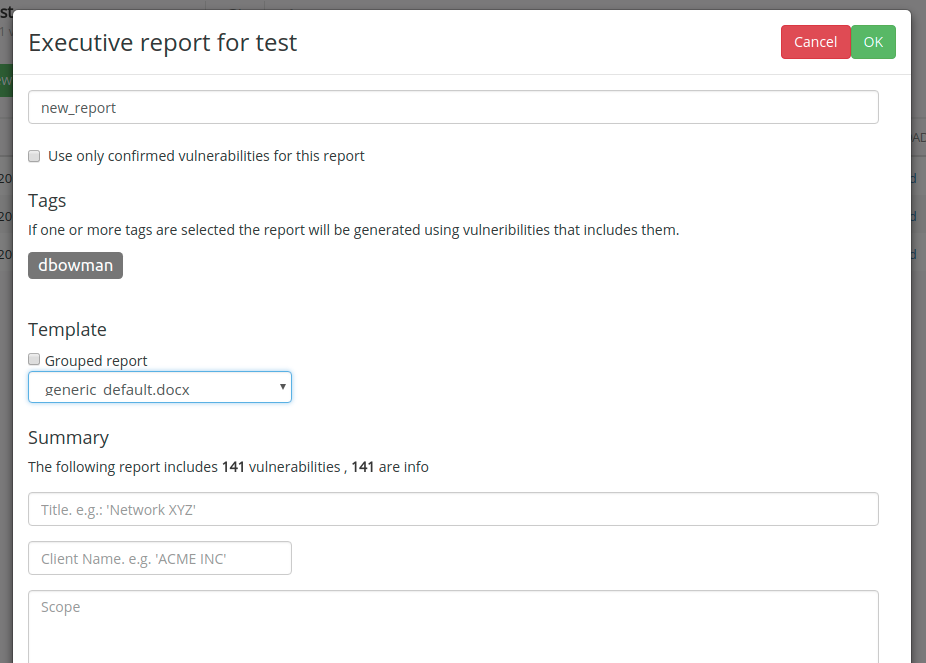 st
Executive report for test
Cancel
OK
new_report
Use only confirmed vulnerabilities for this report
Tags
If one or more tags are selected the report will be generated using vulneribilities that includes them.
dbowman
Template
Grouped report
generic_default.docx
Summary
The following report includes 141 vulnerabilities , 141 are info
Title. e.g.: 'Network XYZ'
Client Name. e.g. 'ACME INC'
Scope